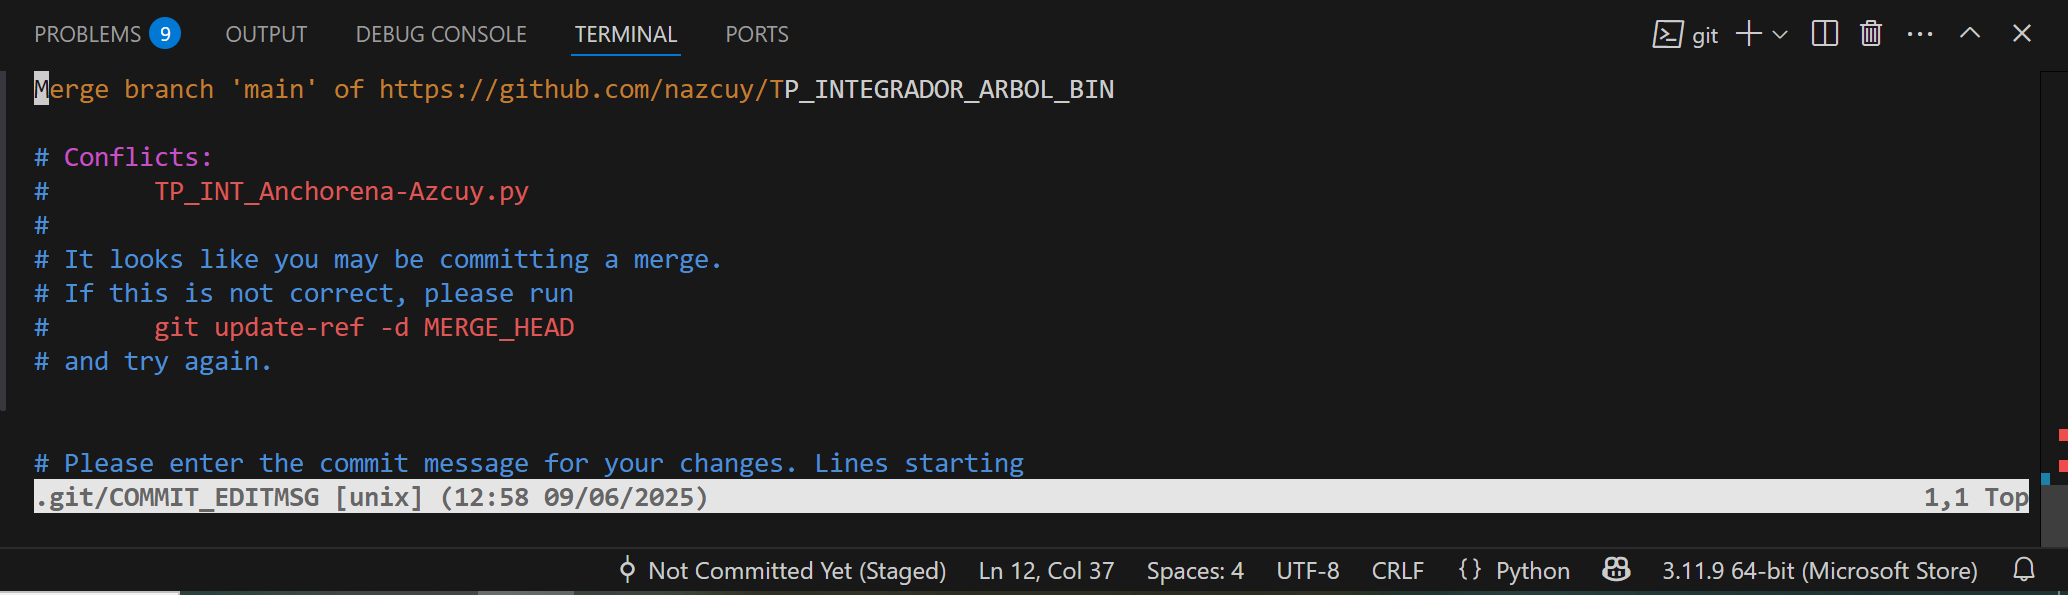 PROBLEMS 9 OUTPUT DEBUG CONSOLE TERMINAL PORTS git
Merge branch 'main' of https://github.com/nazcuy/TP_INTEGRADOR_ARBOL_BIN
# Conflicts:
#       TP_INT_Anchorena-Azcuy.py
#
# It looks like you may be committing a merge.
# If this is not correct, please run
#       git update-ref -d MERGE_HEAD
# and try again.
# Please enter the commit message for your changes. Lines starting
.git/COMMIT_EDITMSG [unix] (12:58 09/06/2025) 1,1 Top
Not Committed Yet (Staged) Ln 12, Col 37 Spaces: 4 UTF-8 CRLF {} Python 3.11.9 64-bit (Microsoft Store)